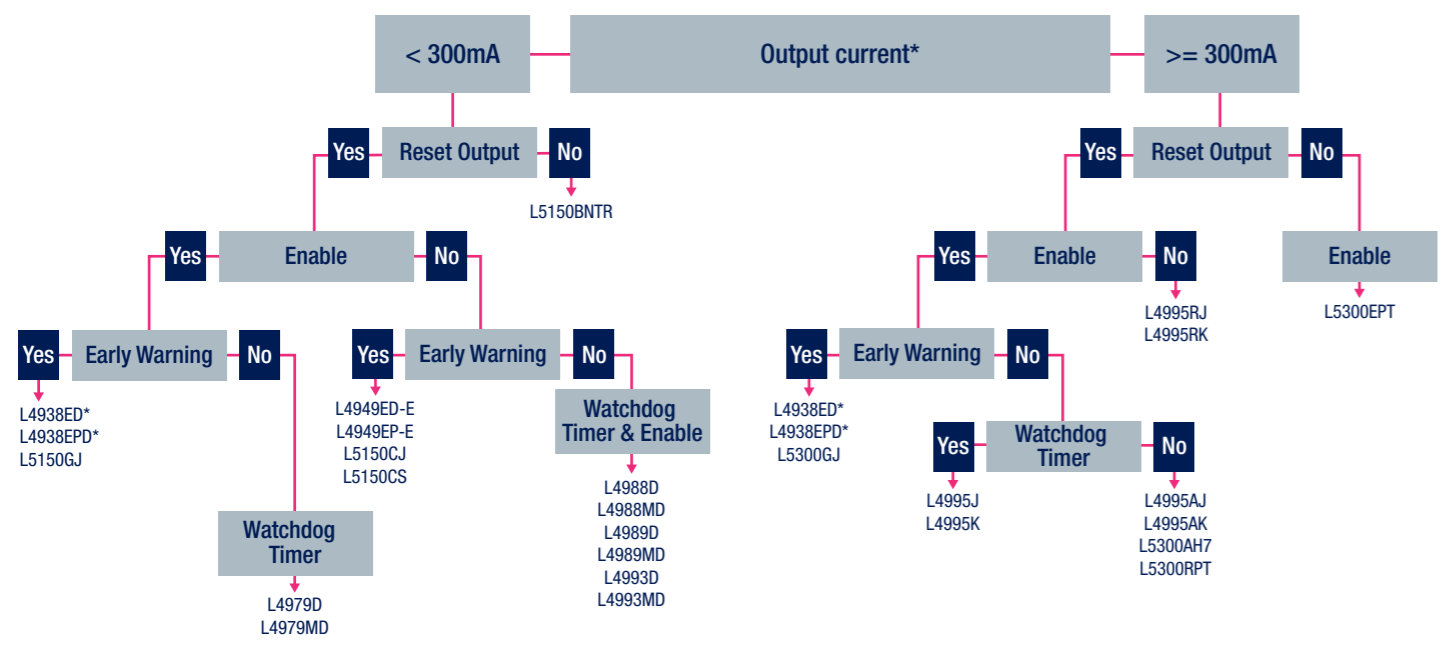 < 300mA
Output current*
>= 300mA
Yes
Reset Output
No
L5150BNTR
Yes
Reset Output
No
Yes
Enable
No
Yes
Enable
No
L4995RJ
L4995RK
Enable
L5300EPT
Yes
Early Warning
No
L4938ED*
L4938EPD*
L5150GJ
Watchdog
Timer
L4979D
L4979MD
Yes
Early Warning
No
L4949ED-E
L4949EP-E
L5150CJ
L5150CS
Watchdog
Timer & Enable
L4988D
L4988MD
L4989D
L4989MD
L4993D
L4993MD
Yes
Early Warning
No
L4938ED*
L4938EPD*
L5300GJ
Yes
Watchdog
Timer
No
L4995J
L4995K
L4995AJ
L4995AK
L5300AH7
L5300RPT